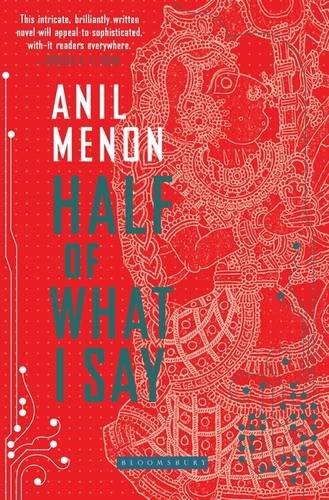 This intricate, brilliantly written
novel will appeal to sophisticated,
with-it readers everywhere.
ANIL
MENON
HALF
OF
WHAT
I SAY
BLOOMSBURY